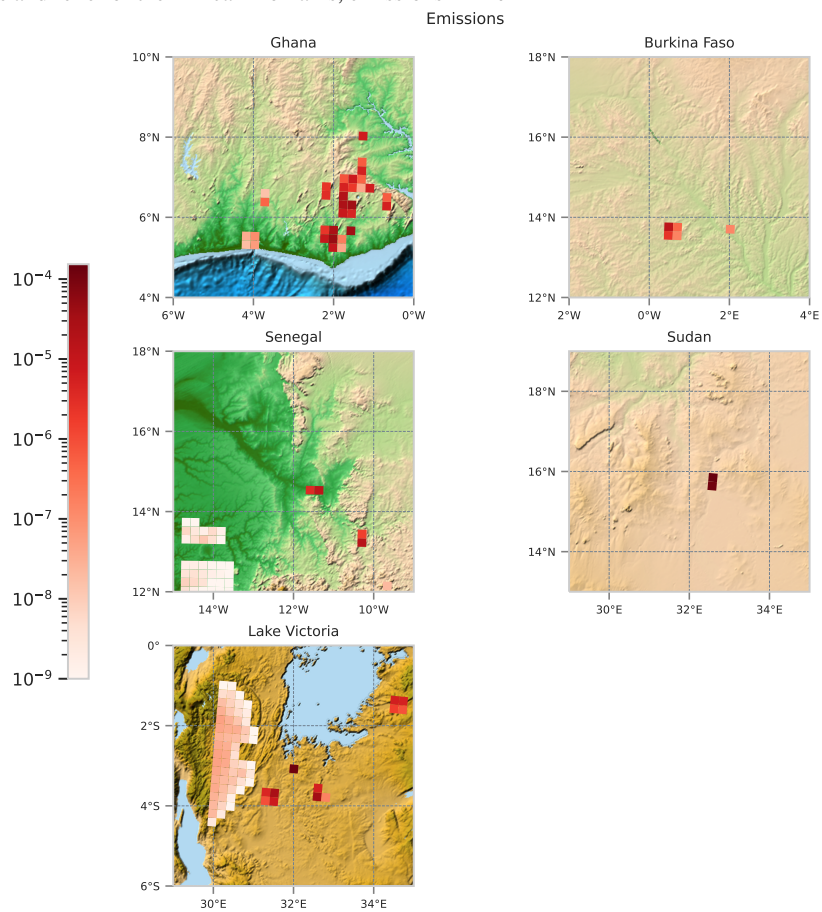 Emissions
Ghana
Burkina Faso
10°N
8°N
6°N
4°N
6°W 4°W 2°W 0°W
18°N
16°N
14°N
12°N
2°W 0°W 2°E 4°E
10⁻⁴
10⁻⁵
10⁻⁶
10⁻⁷
10⁻⁸
10⁻⁹
Senegal
Sudan
18°N
16°N
14°N
12°N
14°W 12°W 10°W
18°N
16°N
14°N
30°E 32°E 34°E
Lake Victoria
0°
2°S
4°S
6°S
30°E 32°E 34°E